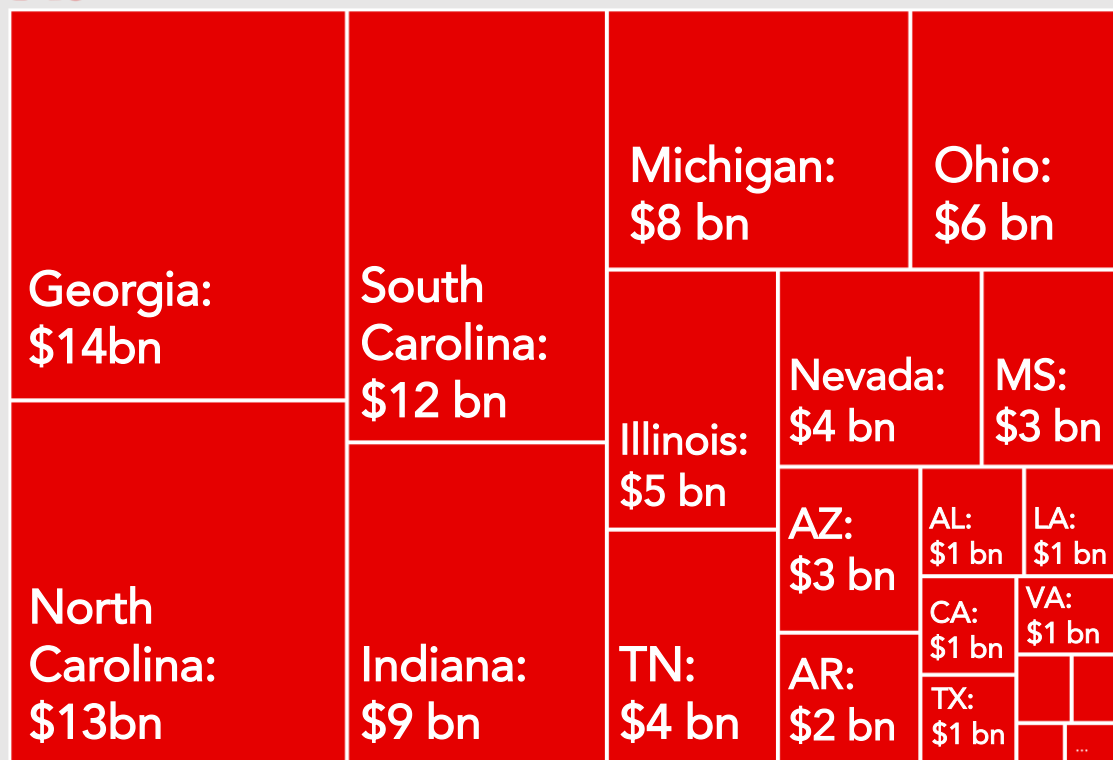 Georgia:
$14bn
North
Carolina:
$13bn
South
Carolina:
$12 bn
Indiana:
$9 bn
Michigan:
$8 bn
Ohio:
$6 bn
Illinois:
$5 bn
TN:
$4 bn
Nevada:
$4 bn
MS:
$3 bn
AZ:
$3 bn
AR:
$2 bn
AL:
$1 bn
LA:
$1 bn
CA:
$1 bn
VA:
$1 bn
TX:
$1 bn
...